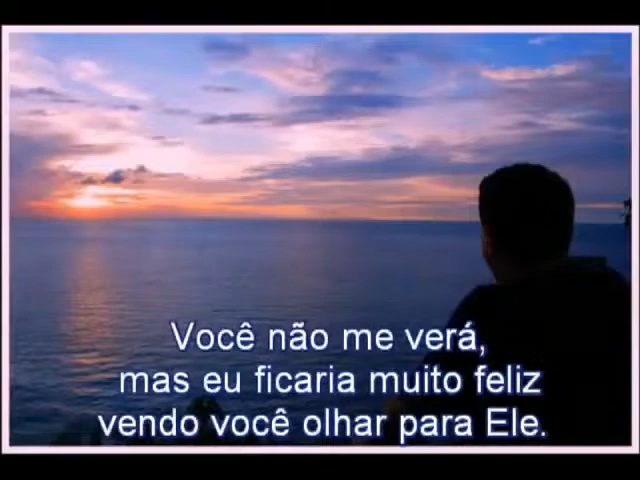 Você não me verá,
mas eu ficaria muito feliz
vendo você olhar para Ele.